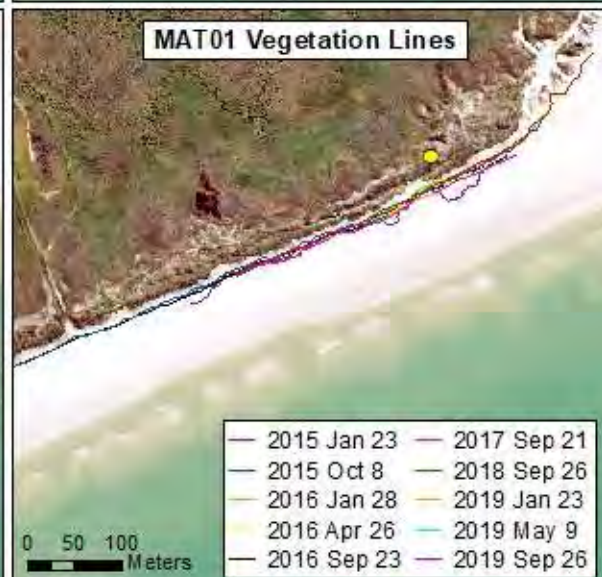 MAT01 Vegetation Lines
2015 Jan 23
2015 Oct 8
2016 Jan 28
2016 Apr 26
2016 Sep 23
2017 Sep 21
2018 Sep 26
2019 Jan 23
2019 May 9
2019 Sep 26
0 50 100
Meters